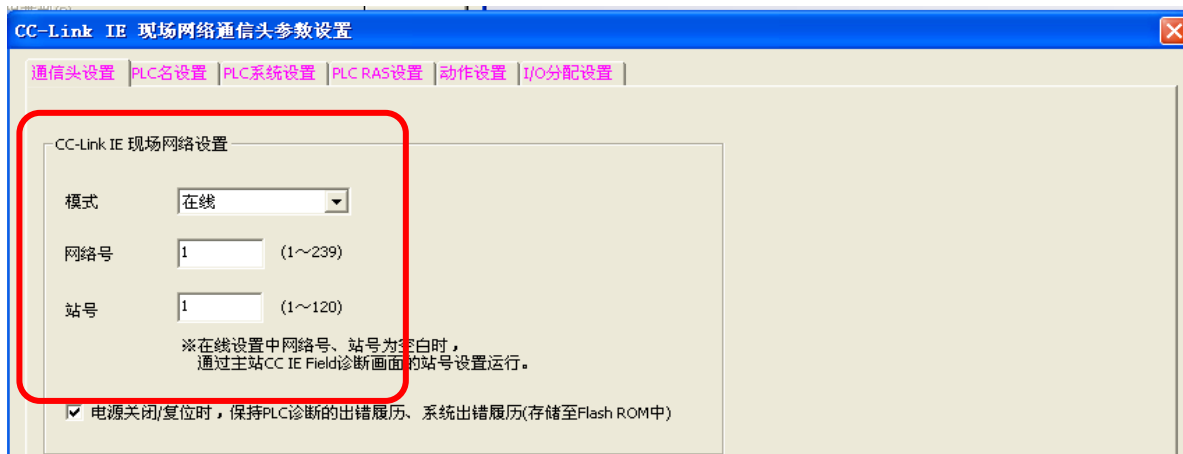 CC-Link IE 现场网络通信头参数设置
通信头设置 PLC名设置 PLC系统设置 PLC RAS设置 动作设置 I/O分配设置
CC-Link IE 现场网络设置
模式 在线
网络号 1 (1～239)
站号 1 (1～120)
※在线设置中网络号、站号为空白时，
通过主站CC IE Field诊断画面的站号设置运行。
电源关闭/复位时，保持PLC诊断的出错履历、系统出错履历(存储至Flash ROM中)